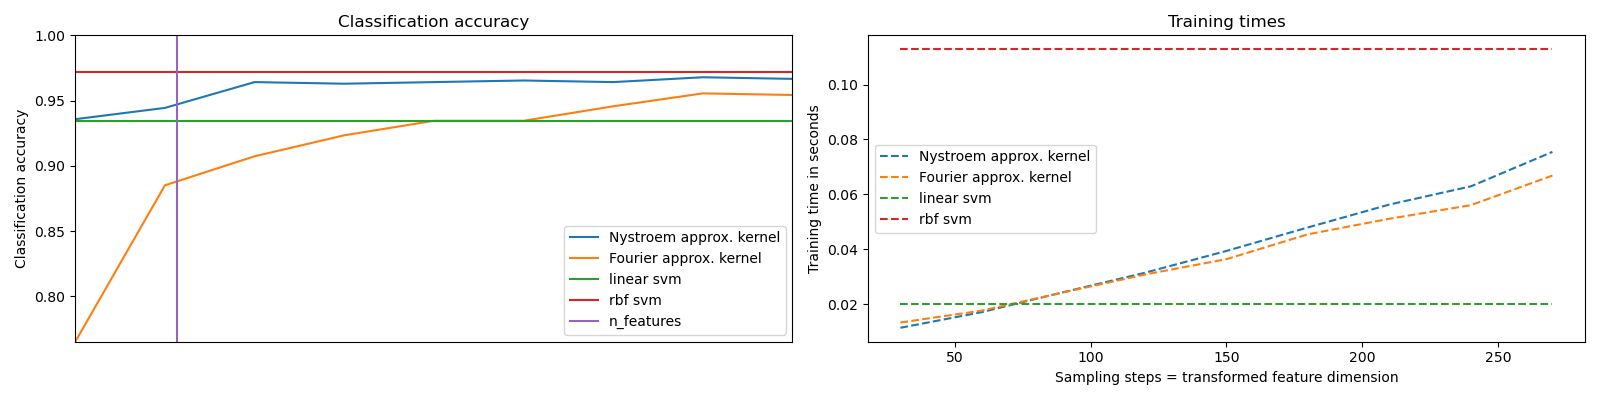 Classification accuracy
Classification accuracy
1.00
0.95
0.90
0.85
0.80
Nystroem approx. kernel
Fourier approx. kernel
linear svm
rbf svm
n_features
Training times
Training time in seconds
0.10
0.08
0.06
0.04
0.02
Nystroem approx. kernel
Fourier approx. kernel
linear svm
rbf svm
50 100 150 200 250
Sampling steps = transformed feature dimension